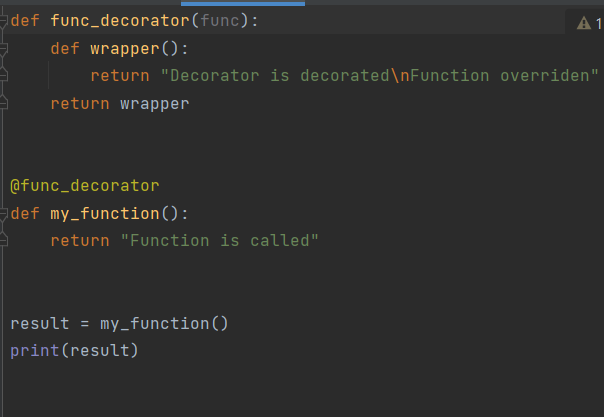 def func_decorator(func):
    def wrapper():
        return "Decorator is decorated\nFunction overriden"
    return wrapper
@func_decorator
def my_function():
    return "Function is called"
result = my_function()
print(result)
1